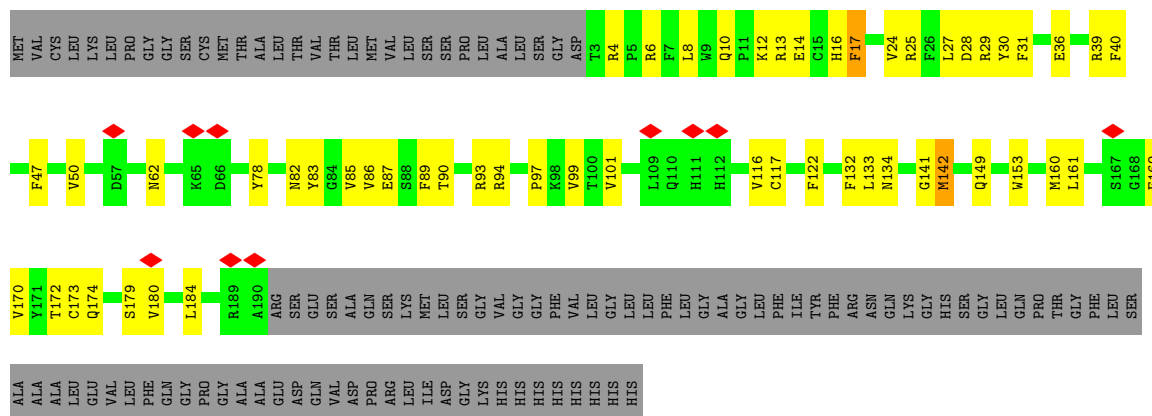 MET VAL CYS LEU LYS LEU PRO GLY GLY SER CYS MET THR ALA LEU THR VAL THR LEU MET VAL LEU SER SER PRO LEU ALA LEU SER GLY ASP T3 R4 P5 R6 F7 L8 W9 Q10 P11 K12 R13 E14 C15 H16 F17 V24 R25 F26 L27 D28 R29 Y30 F31 E36 R39 F40
F47 V50 D57 N62 K65 D66 Y78 N82 Y83 G84 V85 V86 E87 S88 F89 T90 R93 R94 P97 K98 V99 T100 V101 L109 Q110 H111 H112 V116 C117 F122 F132 L133 N134 G141 M142 Q149 W153 M160 L161 S167 G168 E169
V170 Y171 T172 C173 Q174 S179 V180 L184 R189 A190 ARG SER GLU SER ALA GLN SER LYS MET LEU SER GLY VAL GLY GLY PHE VAL LEU GLY LEU LEU PHE LEU GLY ALA GLY LEU PHE ILE TYR PHE ARG ASN GLN LYS GLY HIS SER GLY LEU GLN PRO THR GLY PHE LEU SER
ALA ALA ALA LEU GLU VAL LEU PHE GLN GLY PRO GLY ALA ALA GLU ASP GLN VAL ASP PRO ARG LEU ILE ASP GLY LYS HIS HIS HIS HIS HIS HIS HIS HIS HIS HIS